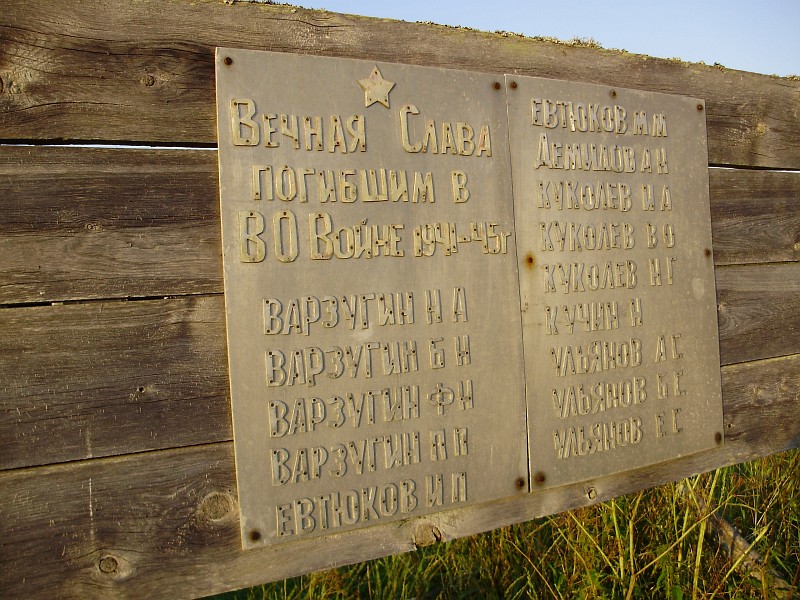 Вечная Слава
погибшим в
ВО Войне 1941-45г
ВАРЗУГИН Н А
ВАРЗУГИН Б Н
ВАРЗУГИН Ф Н
ВАРЗУГИН П П
ЕВТЮКОВ И П
ЕВТЮКОВ М М
ДЕМИДОВ А Н
КУКОЛЕВ И А
КУКОЛЕВ В О
КУКОЛЕВ И Г
КУЧИН Н
УЛЬЯНОВ А С
УЛЬЯНОВ Б С
УЛЬЯНОВ Е С